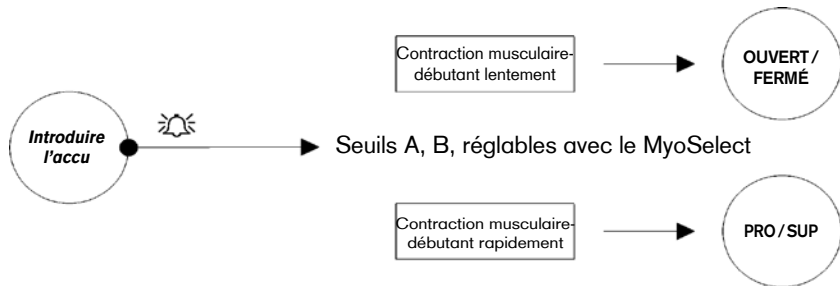 Contraction musculaire-
débutant lentement
OUVERT /
FERMÉ
Introduire
l'accu
Seuils A, B, réglables avec le MyoSelect
Contraction musculaire-
débutant rapidement
PRO / SUP